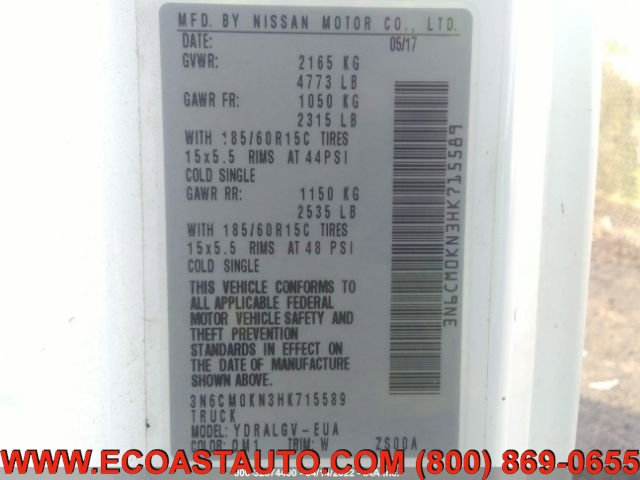 MFD. BY NISSAN MOTOR CO., LTD.
DATE: 05/17
GVWR: 2165 KG
4773 LB
GAWR FR: 1050 KG
2315 LB
WITH 185/60R15C TIRES
15x5.5 RIMS AT 44PSI
COLD SINGLE
GAWR RR: 1150 KG
2535 LB
WITH 185/60R15C TIRES
15x5.5 RIMS AT 48 PSI
COLD SINGLE
THIS VEHICLE CONFORMS TO
ALL APPLICABLE FEDERAL
MOTOR VEHICLE SAFETY AND
THEFT PREVENTION
STANDARDS IN EFFECT ON
THE DATE OF MANUFACTURE
SHOWN ABOVE.
3N6CM0KN3HK715589
TRUCK
MODEL: YDRALGV-EUA
COLOR: QM1 TRIM: W ZS00A
3N6CM0KN3HK715589
WWW.ECOASTAUTO.COM (800) 869-0655